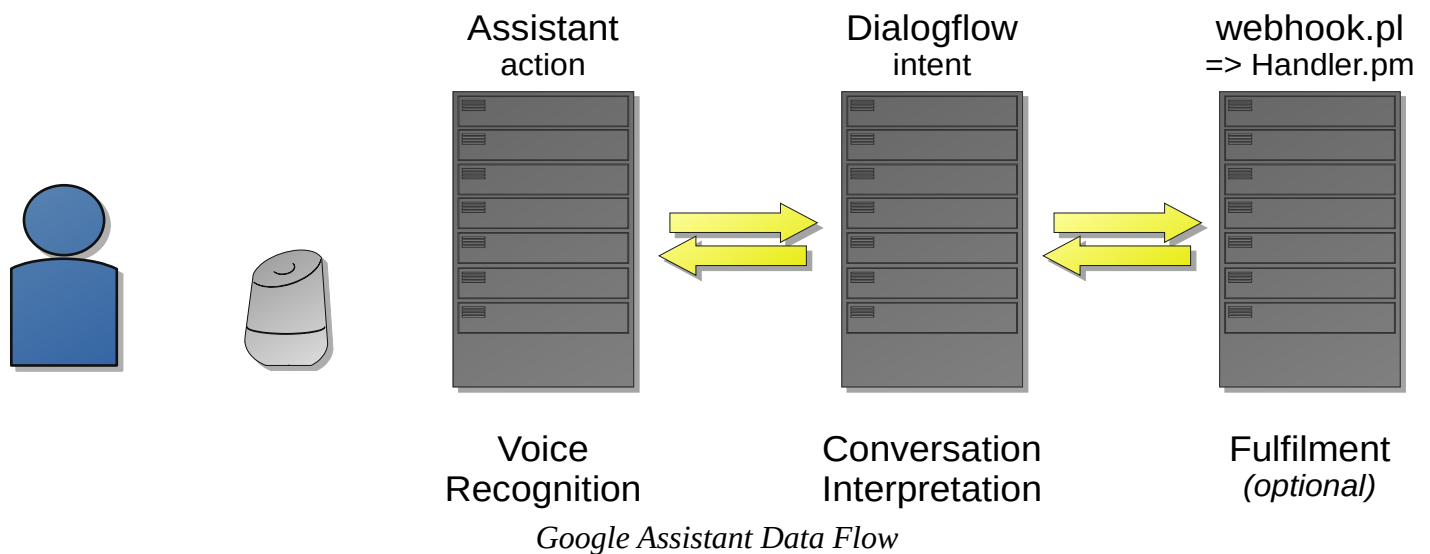 Assistant
action
Dialogflow
intent
webhook.pl
=> Handler.pm
Voice
Recognition
Conversation
Interpretation
Fulfilment
(optional)
Google Assistant Data Flow